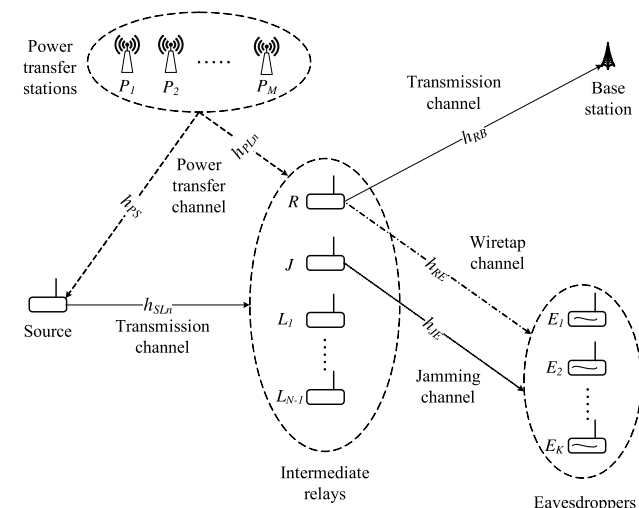 Power
transfer
stations
P1 P2 ...... PM
Transmission
channel
Base
station
hPLn
hRB
Power
transfer
channel
hPS
R
Wiretap
channel
hRE
J
hSLn
Source
Transmission
channel
L1
hJE
E1
E2
Jamming
channel
LN-1
EK
Intermediate
relays
Eavesdroppers